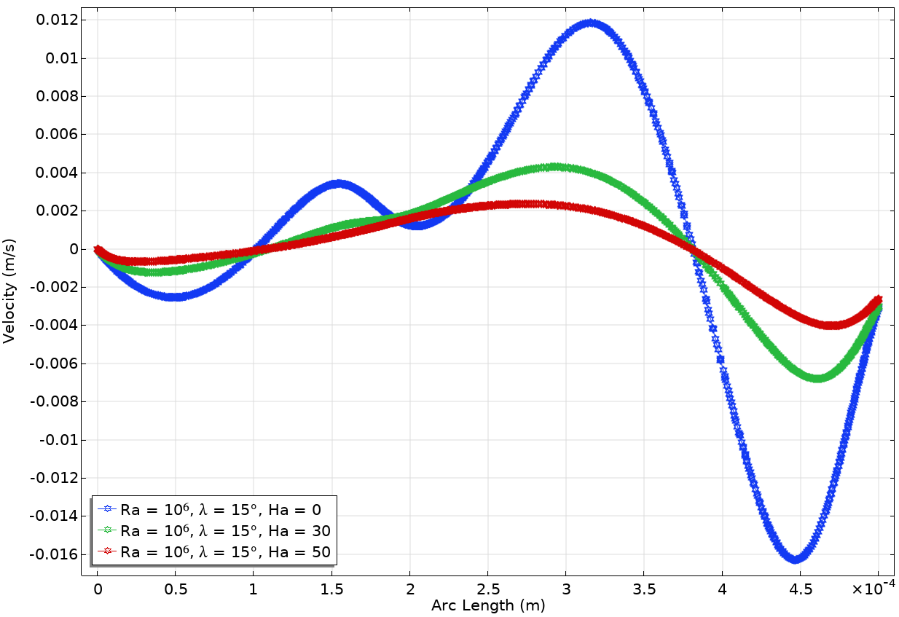 0.012
0.01
0.008
0.006
0.004
0.002
0
-0.002
-0.004
-0.006
-0.008
-0.01
-0.012
-0.014
-0.016
Velocity (m/s)
Ra = 10⁶, λ = 15°, Ha = 0
Ra = 10⁶, λ = 15°, Ha = 30
Ra = 10⁶, λ = 15°, Ha = 50
0 0.5 1 1.5 2 2.5 3 3.5 4 4.5 ×10⁻⁴
Arc Length (m)